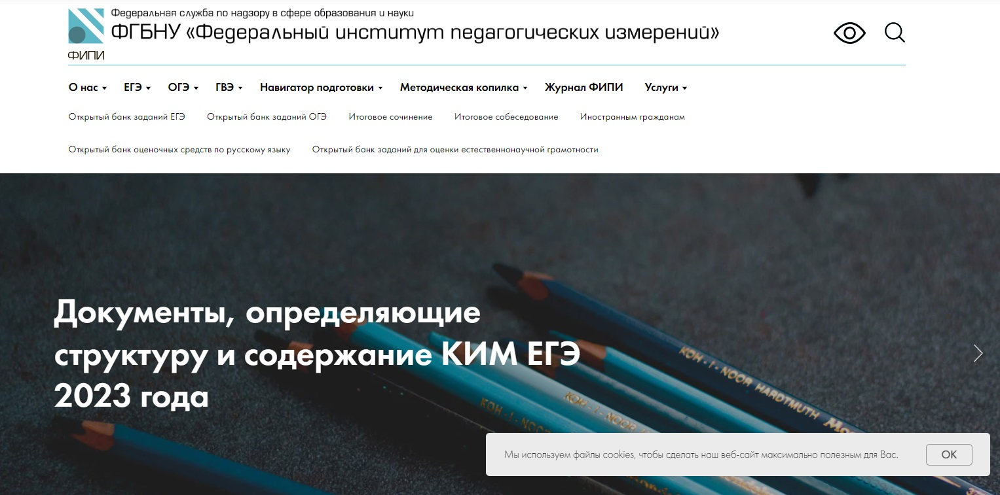 Федеральная служба по надзору в сфере образования и науки
ФГБНУ «Федеральный институт педагогических измерений»
ФИПИ
О нас ЕГЭ ОГЭ ГВЭ Навигатор подготовки Методическая копилка Журнал ФИПИ Услуги
Открытый банк заданий ЕГЭ Открытый банк заданий ОГЭ Итоговое сочинение Итоговое собеседование Иностранным гражданам
Открытый банк оценочных средств по русскому языку Открытый банк заданий для оценки естественнонаучной грамотности
Документы, определяющие
структуру и содержание КИМ ЕГЭ
2023 года
KOH-I-NOOR HARDTMUTH
KOH-I-NOOR
KOH-I-NOOR
Мы используем файлы cookies, чтобы сделать наш веб-сайт максимально полезным для Вас. OK